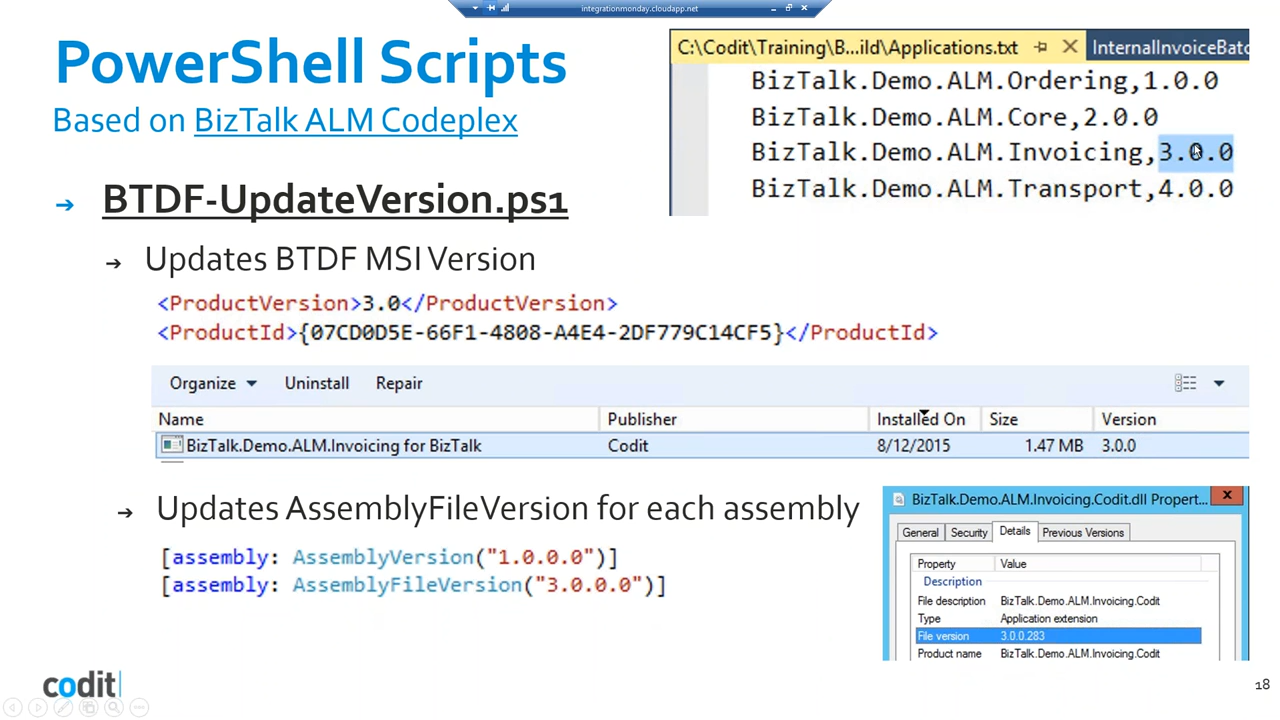 integrationmonday.cloudapp.net
PowerShell Scripts
Based on BizTalk ALM Codeplex
C:\Codit\Training\B...ild\Applications.txt
InternalInvoiceBatc
BizTalk.Demo.ALM.Ordering,1.0.0
BizTalk.Demo.ALM.Core,2.0.0
BizTalk.Demo.ALM.Invoicing,3.0.0
BizTalk.Demo.ALM.Transport,4.0.0
➔ BTDF-UpdateVersion.ps1
➔ Updates BTDF MSI Version
<ProductVersion>3.0</ProductVersion>
<ProductId>{07CD0D5E-66F1-4808-A4E4-2DF779C14CF5}</ProductId>
Organize Uninstall Repair
Name Publisher Installed On Size Version
BizTalk.Demo.ALM.Invoicing for BizTalk Codit 8/12/2015 1.47 MB 3.0.0
➔ Updates AssemblyFileVersion for each assembly
[assembly: AssemblyVersion("1.0.0.0")]
[assembly: AssemblyFileVersion("3.0.0.0")]
BizTalk.Demo.ALM.Invoicing.Codit.dll Propert...
General Security Details Previous Versions
Property Value
Description
File description BizTalk.Demo.ALM.Invoicing.Codit
Type Application extension
File version 3.0.0.283
Product name BizTalk.Demo.ALM.Invoicing.Codit
codit
18